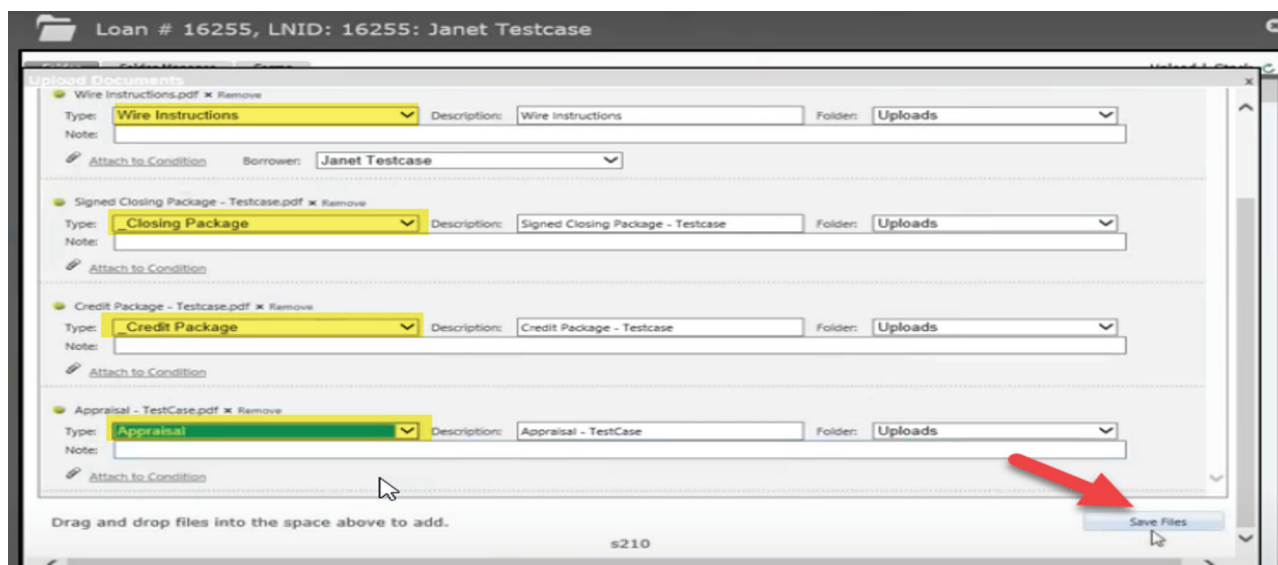 Loan # 16255, LNID: 16255: Janet Testcase
Upload Documents x
Wire Instructions.pdf × Remove
Type: Wire Instructions Description: Wire Instructions Folder: Uploads
Note:
Attach to Condition Borrower: Janet Testcase
Signed Closing Package - Testcase.pdf × Remove
Type: _Closing Package Description: Signed Closing Package - Testcase Folder: Uploads
Note:
Attach to Condition
Credit Package - Testcase.pdf × Remove
Type: _Credit Package Description: Credit Package - Testcase Folder: Uploads
Note:
Attach to Condition
Appraisal - TestCase.pdf × Remove
Type: Appraisal Description: Appraisal - TestCase Folder: Uploads
Note:
Attach to Condition
Drag and drop files into the space above to add. Save Files
s210